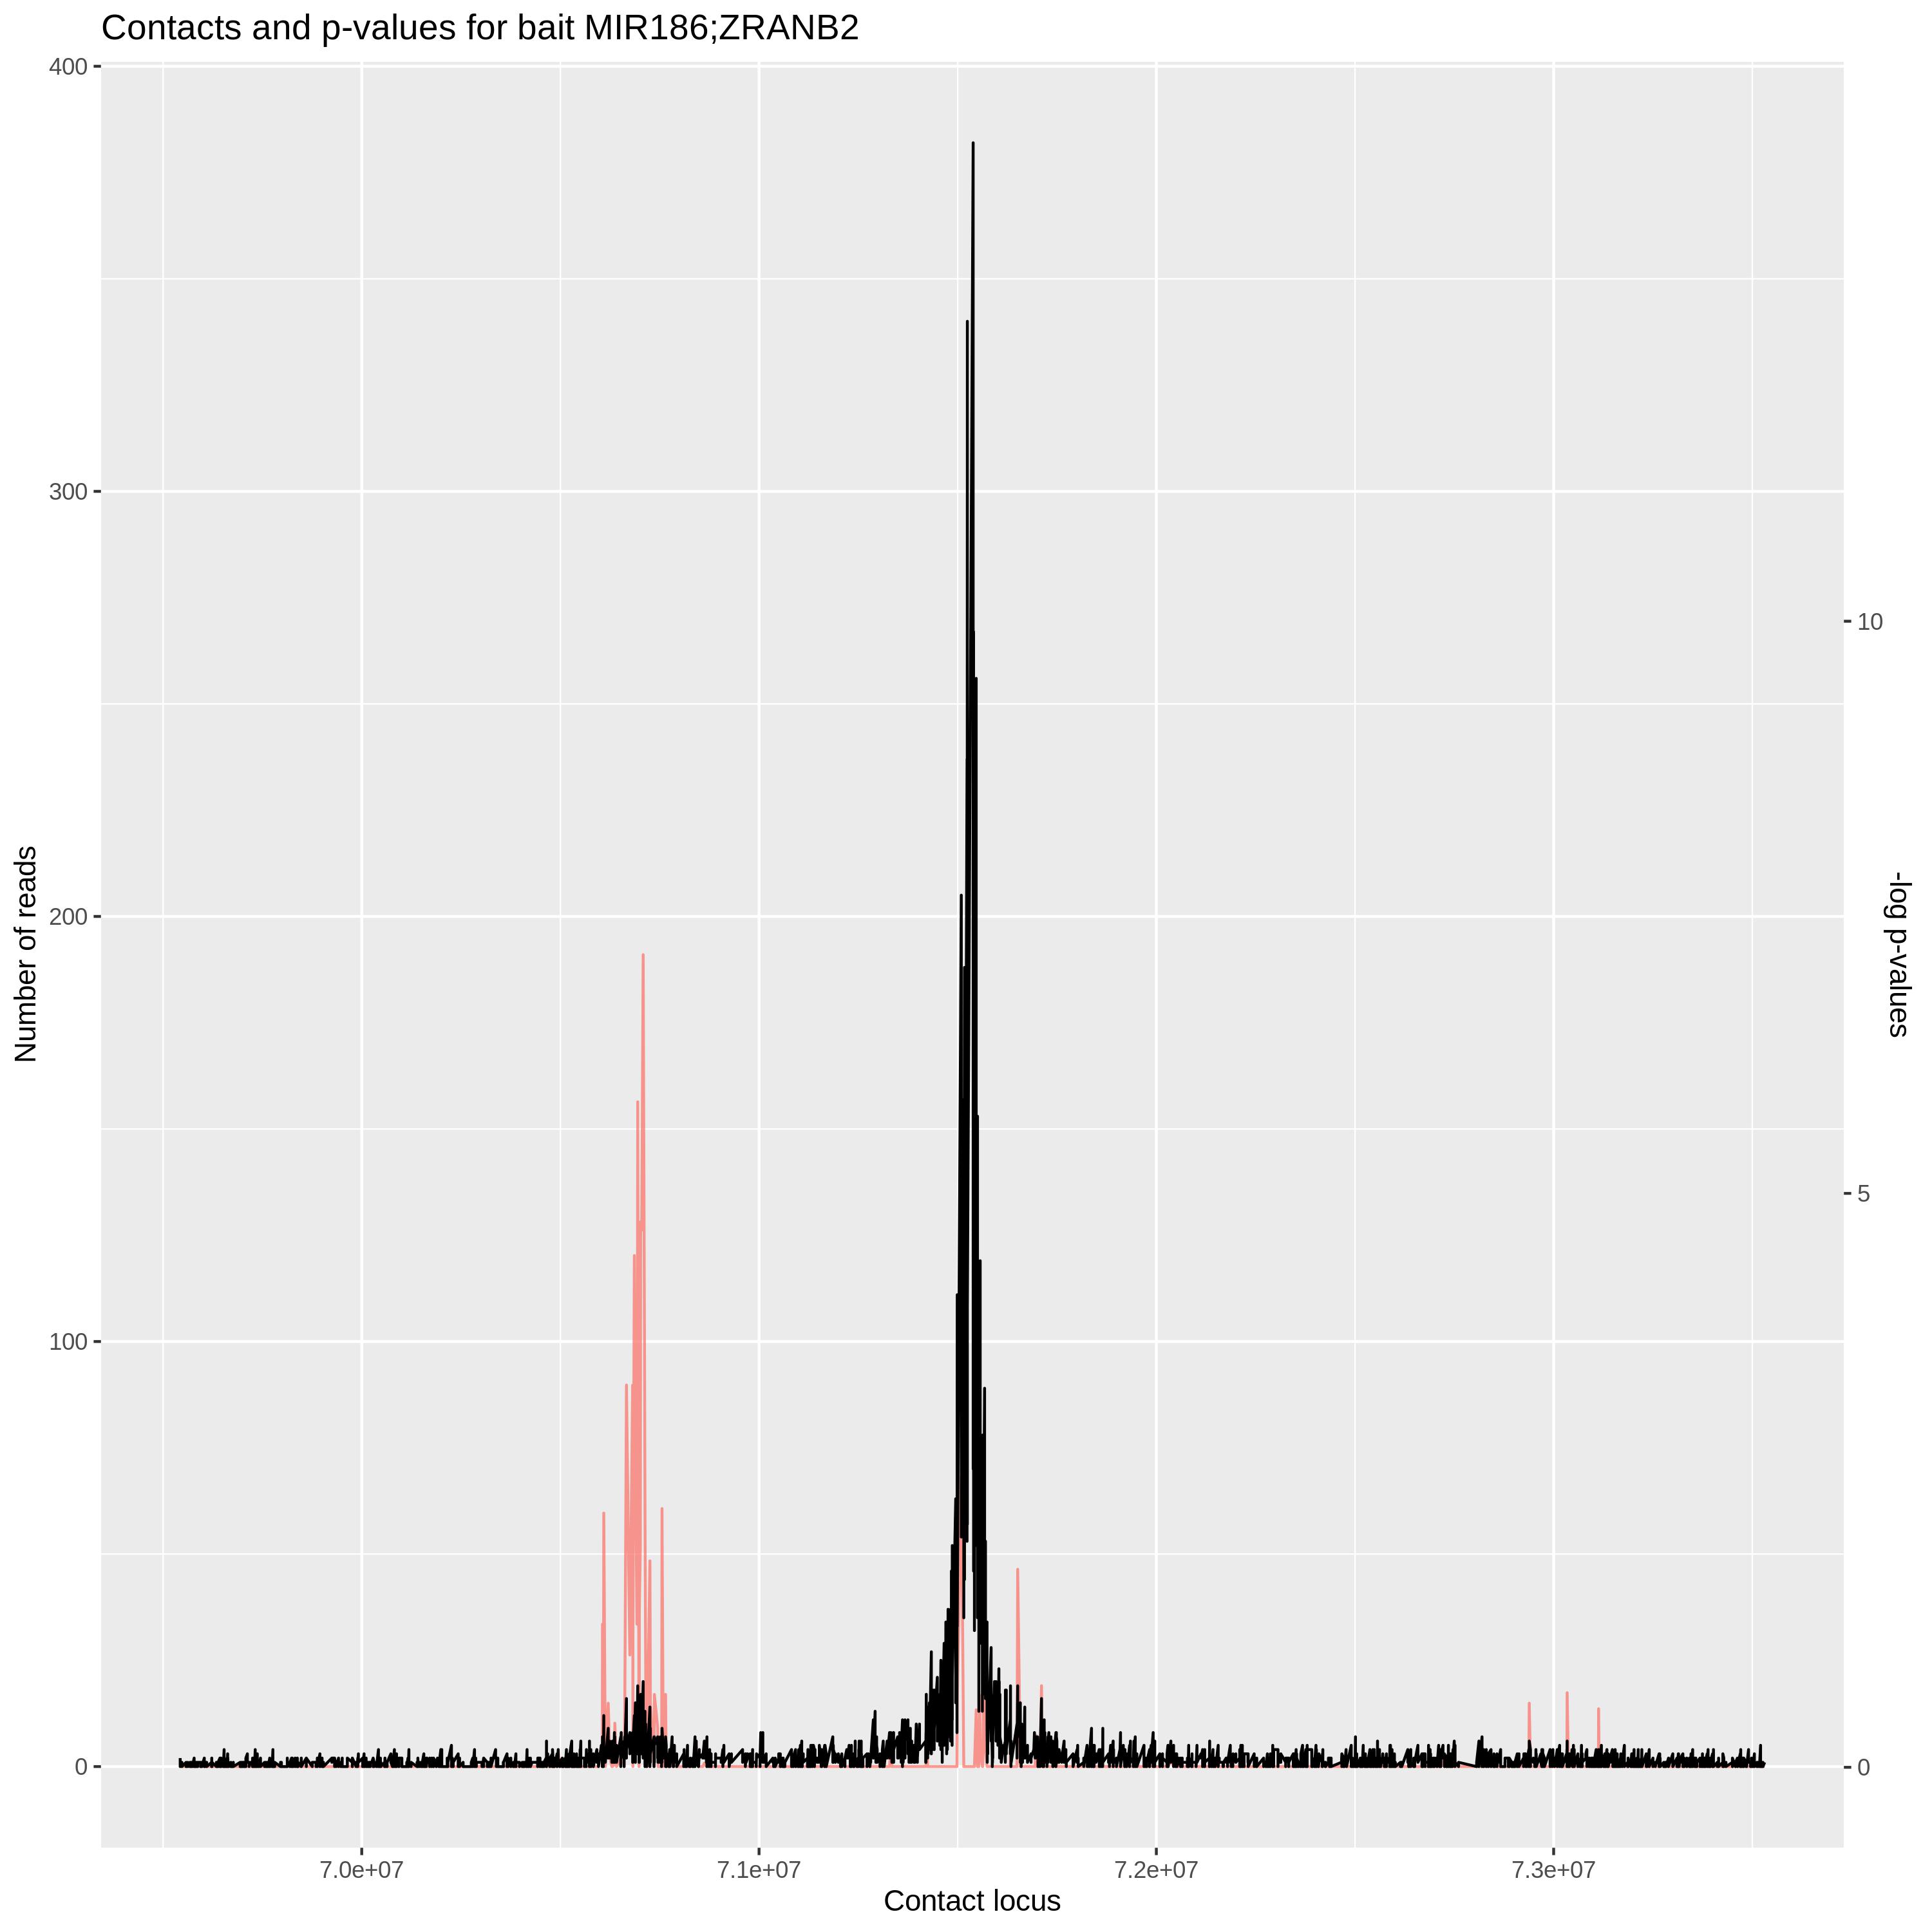 Contacts and p-values for bait MIR186;ZRANB2
400
300
200
100
0
Number of reads
10
5
0
-log p-values
7.0e+07
7.1e+07
7.2e+07
7.3e+07
Contact locus